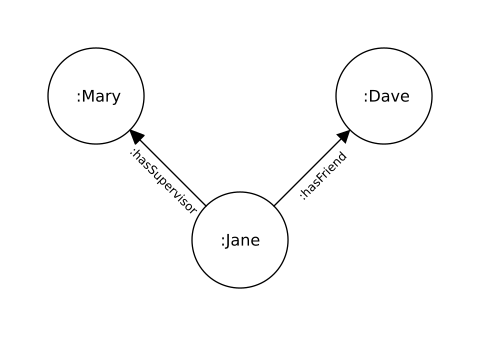 :Mary
:Dave
:hasSupervisor
:hasFriend
:Jane